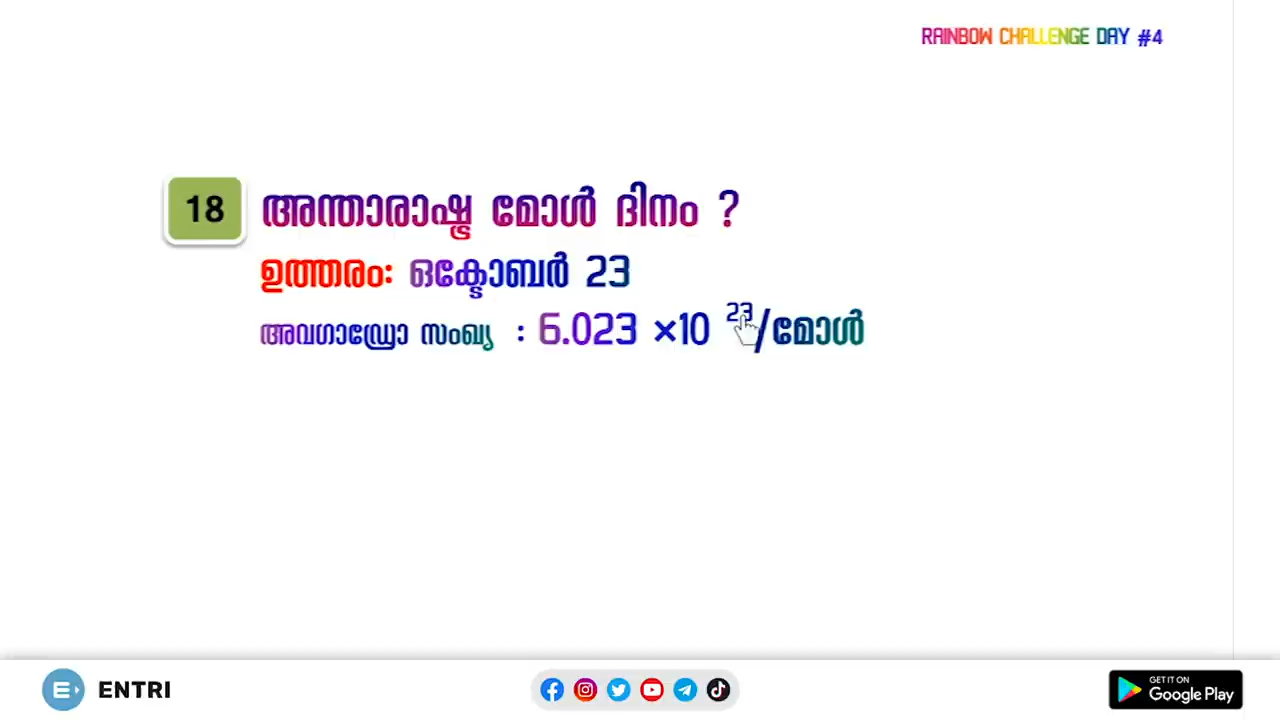 RAINBOW CHALLENGE DAY #4
18 അന്താരാഷ്ട്ര മോൾ ദിനം ?
ഉത്തരം: ഒക്ടോബർ 23
അവഗാഡ്രോ സംഖ്യ : 6.023 ×10 23/മോൾ
E ENTRI
GET IT ON
Google Play